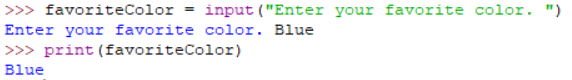 >>> favoriteColor = input("Enter your favorite color. ")
Enter your favorite color. Blue
>>> print(favoriteColor)
Blue